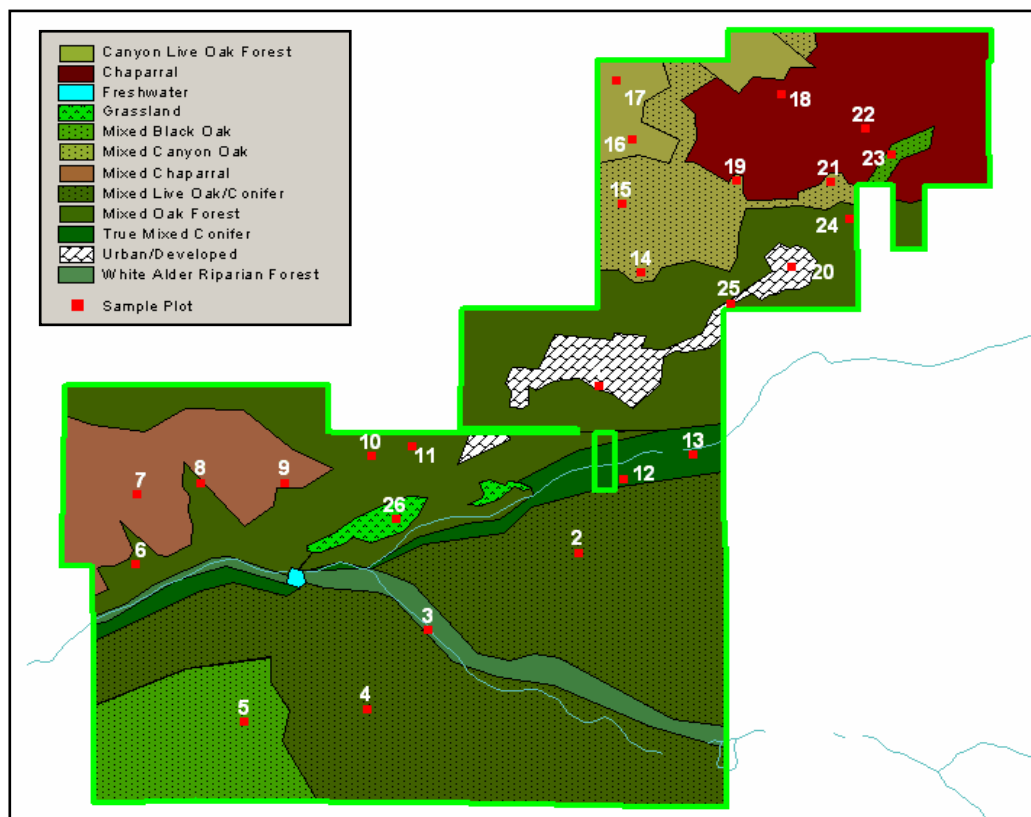 Canyon Live Oak Forest
Chaparral
Freshwater
Grassland
Mixed Black Oak
Mixed Canyon Oak
Mixed Chaparral
Mixed Live Oak/Conifer
Mixed Oak Forest
True Mixed Conifer
Urban/Developed
White Alder Riparian Forest
Sample Plot
17
18
22
16
23
19
21
15
24
14
20
25
10
11
13
12
7
8
9
26
6
2
3
4
5